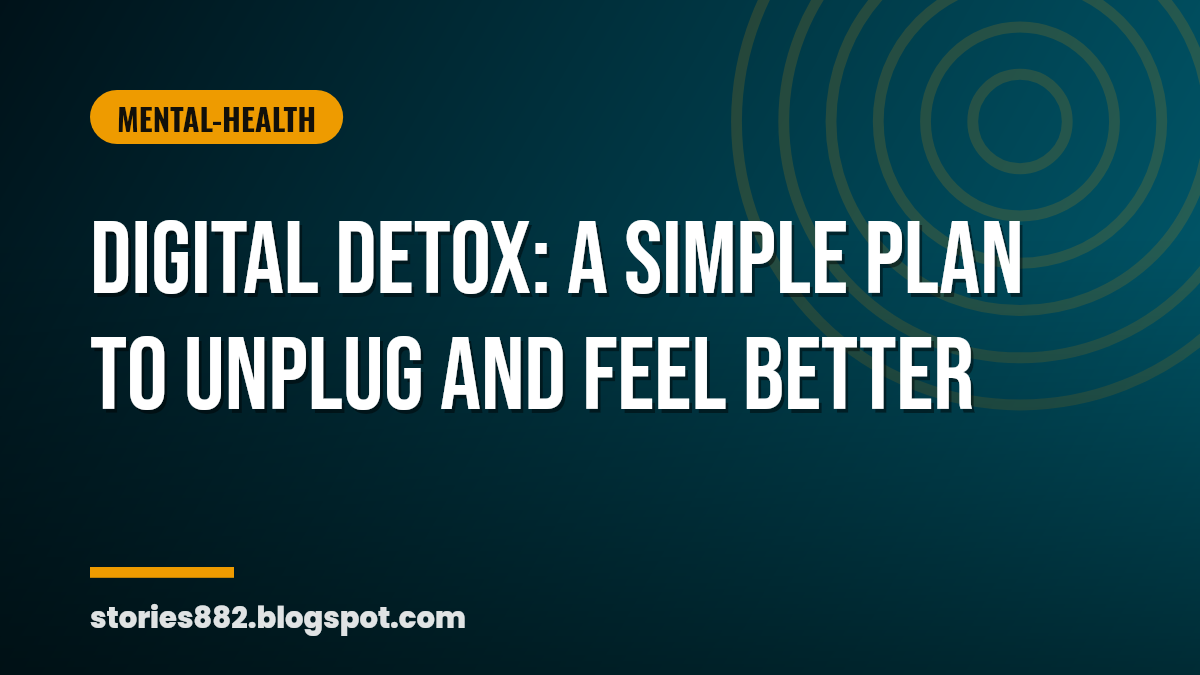 MENTAL-HEALTH
DIGITAL DETOX: A SIMPLE PLAN
TO UNPLUG AND FEEL BETTER
stories882.blogspot.com